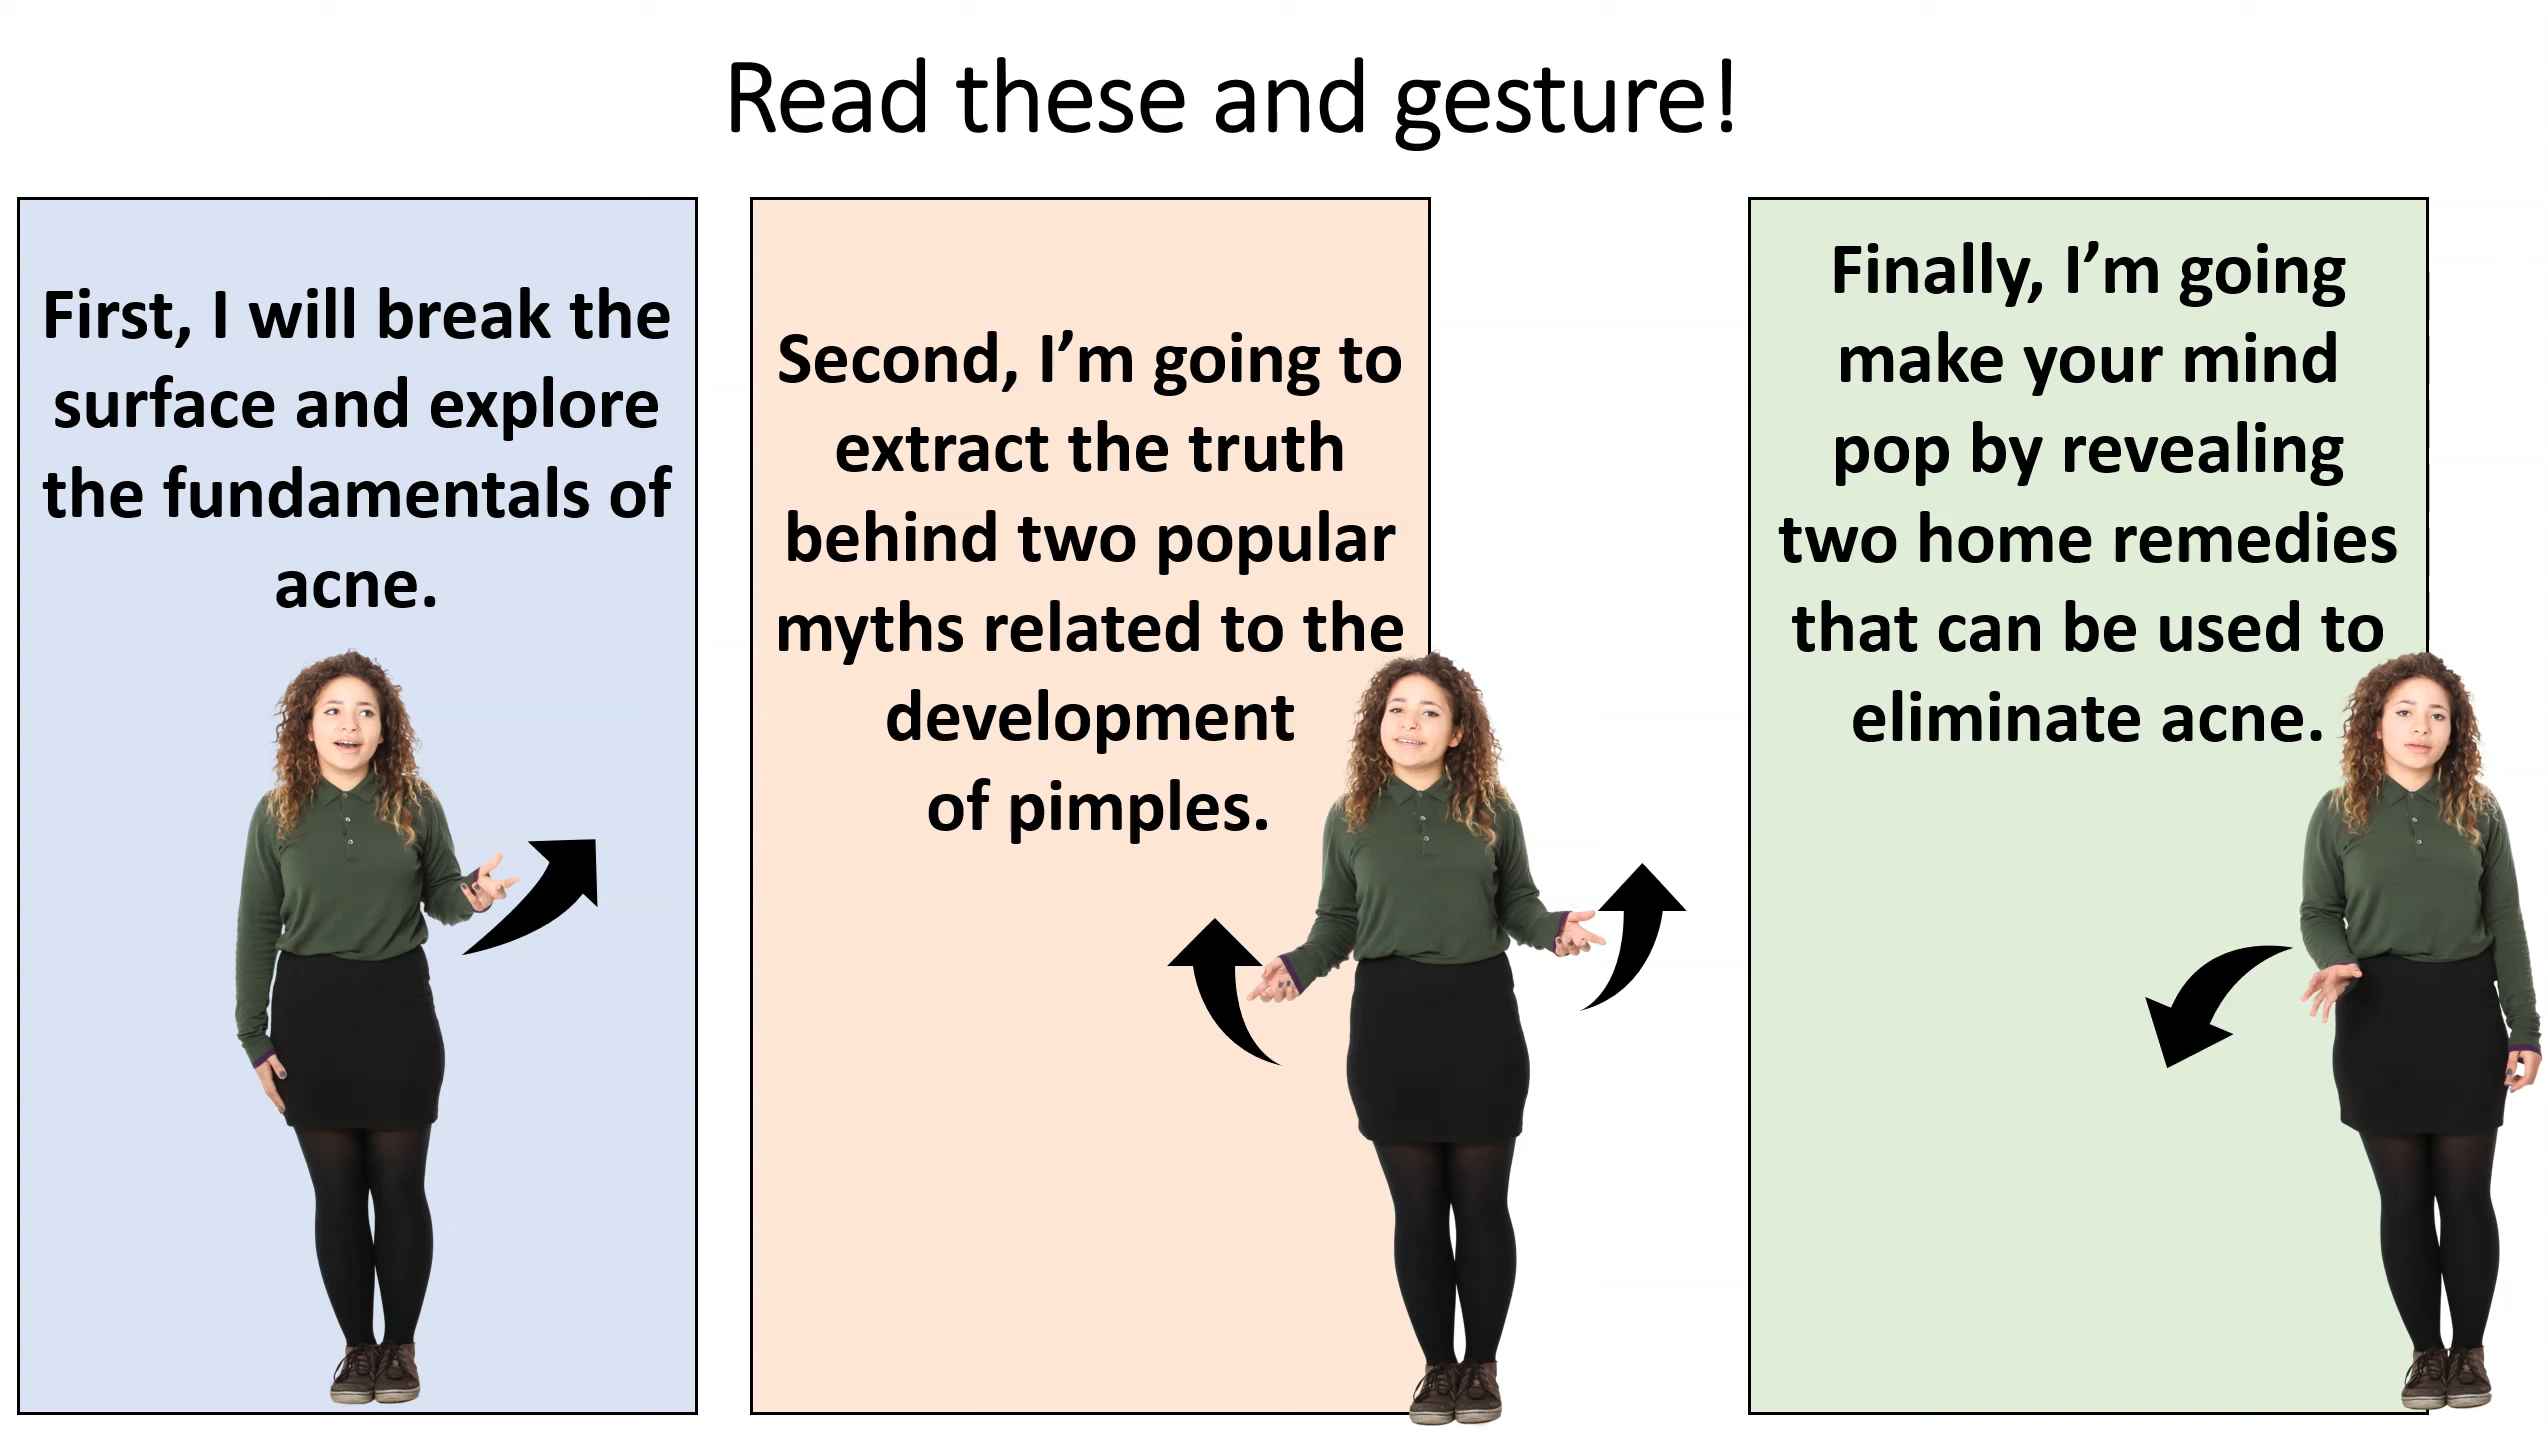 Read these and gesture!
First, I will break the
surface and explore
the fundamentals of
acne.
Second, I’m going to
extract the truth
behind two popular
myths related to the
development
of pimples.
Finally, I’m going
make your mind
pop by revealing
two home remedies
that can be used to
eliminate acne.